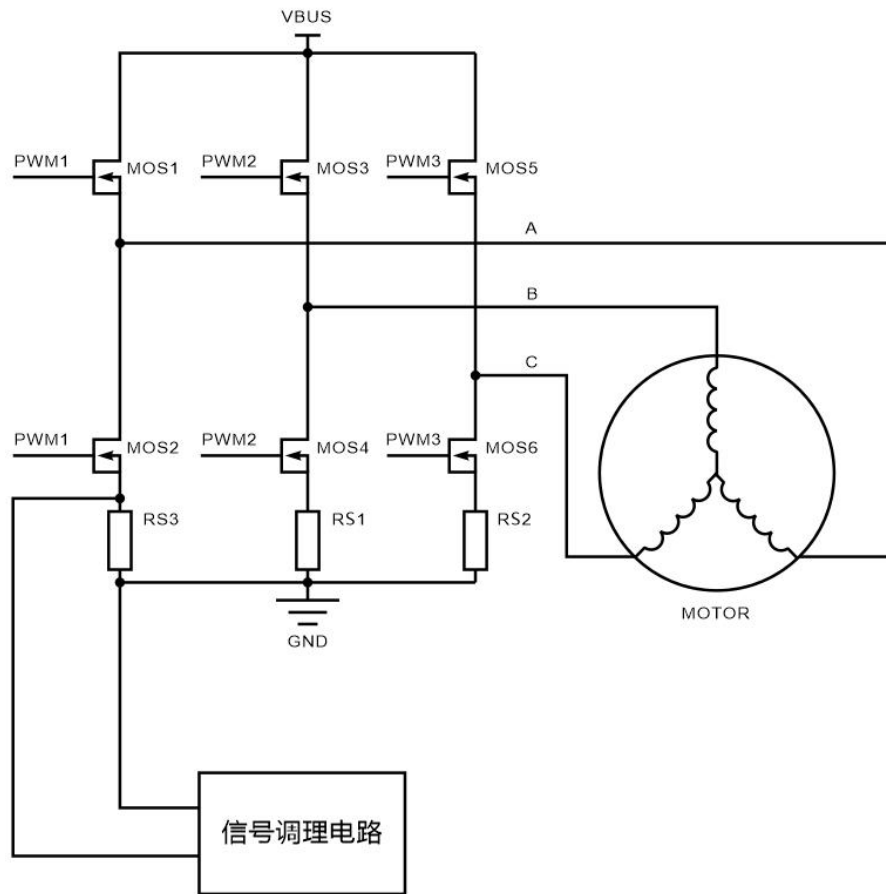 VBUS
PWM1 MOS1 PWM2 MOS3 PWM3 MOS5
A
B
C
PWM1 MOS2 PWM2 MOS4 PWM3 MOS6
RS3 RS1 RS2
MOTOR
GND
信号调理电路